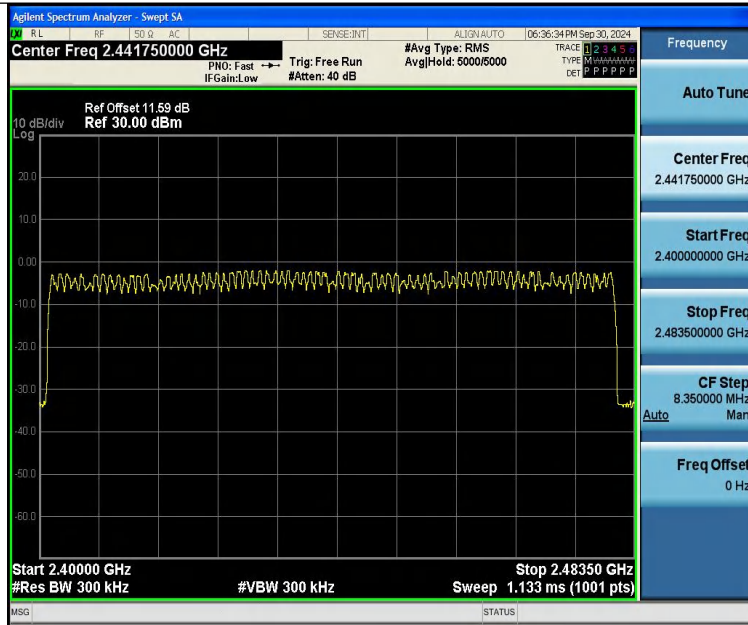 Agilent Spectrum Analyzer - Swept SA
LXI RL RF 50 Ω AC SENSE:INT ALIGN AUTO 06:36:34 PM Sep 30, 2024
Center Freq 2.441750000 GHz
PNO: Fast
IFGain:Low
Trig: Free Run
#Atten: 40 dB
#Avg Type: RMS
Avg|Hold: 5000/5000
TRACE 1 2 3 4 5 6
TYPE M
DET P P P P P P
Ref Offset 11.59 dB
10 dB/div Ref 30.00 dBm
Log
20.0
10.0
0.00
-10.0
-20.0
-30.0
-40.0
-50.0
-60.0
Start 2.40000 GHz Stop 2.48350 GHz
#Res BW 300 kHz #VBW 300 kHz Sweep 1.133 ms (1001 pts)
MSG STATUS
Frequency
Auto Tune
Center Freq
2.441750000 GHz
Start Freq
2.400000000 GHz
Stop Freq
2.483500000 GHz
CF Step
8.350000 MHz
Auto Man
Freq Offset
0 Hz